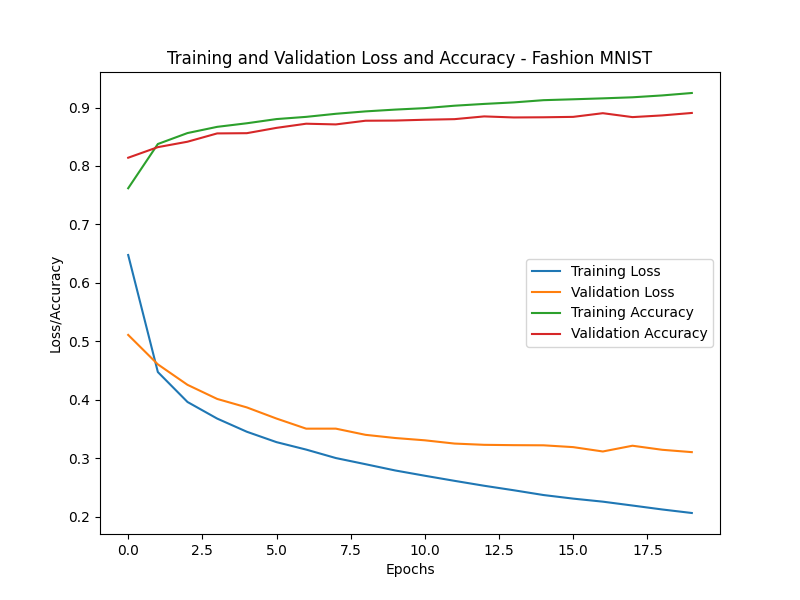 Training and Validation Loss and Accuracy - Fashion MNIST
0.9
0.8
0.7
0.6
0.5
0.4
0.3
0.2
Loss/Accuracy
Training Loss
Validation Loss
Training Accuracy
Validation Accuracy
0.0 2.5 5.0 7.5 10.0 12.5 15.0 17.5
Epochs